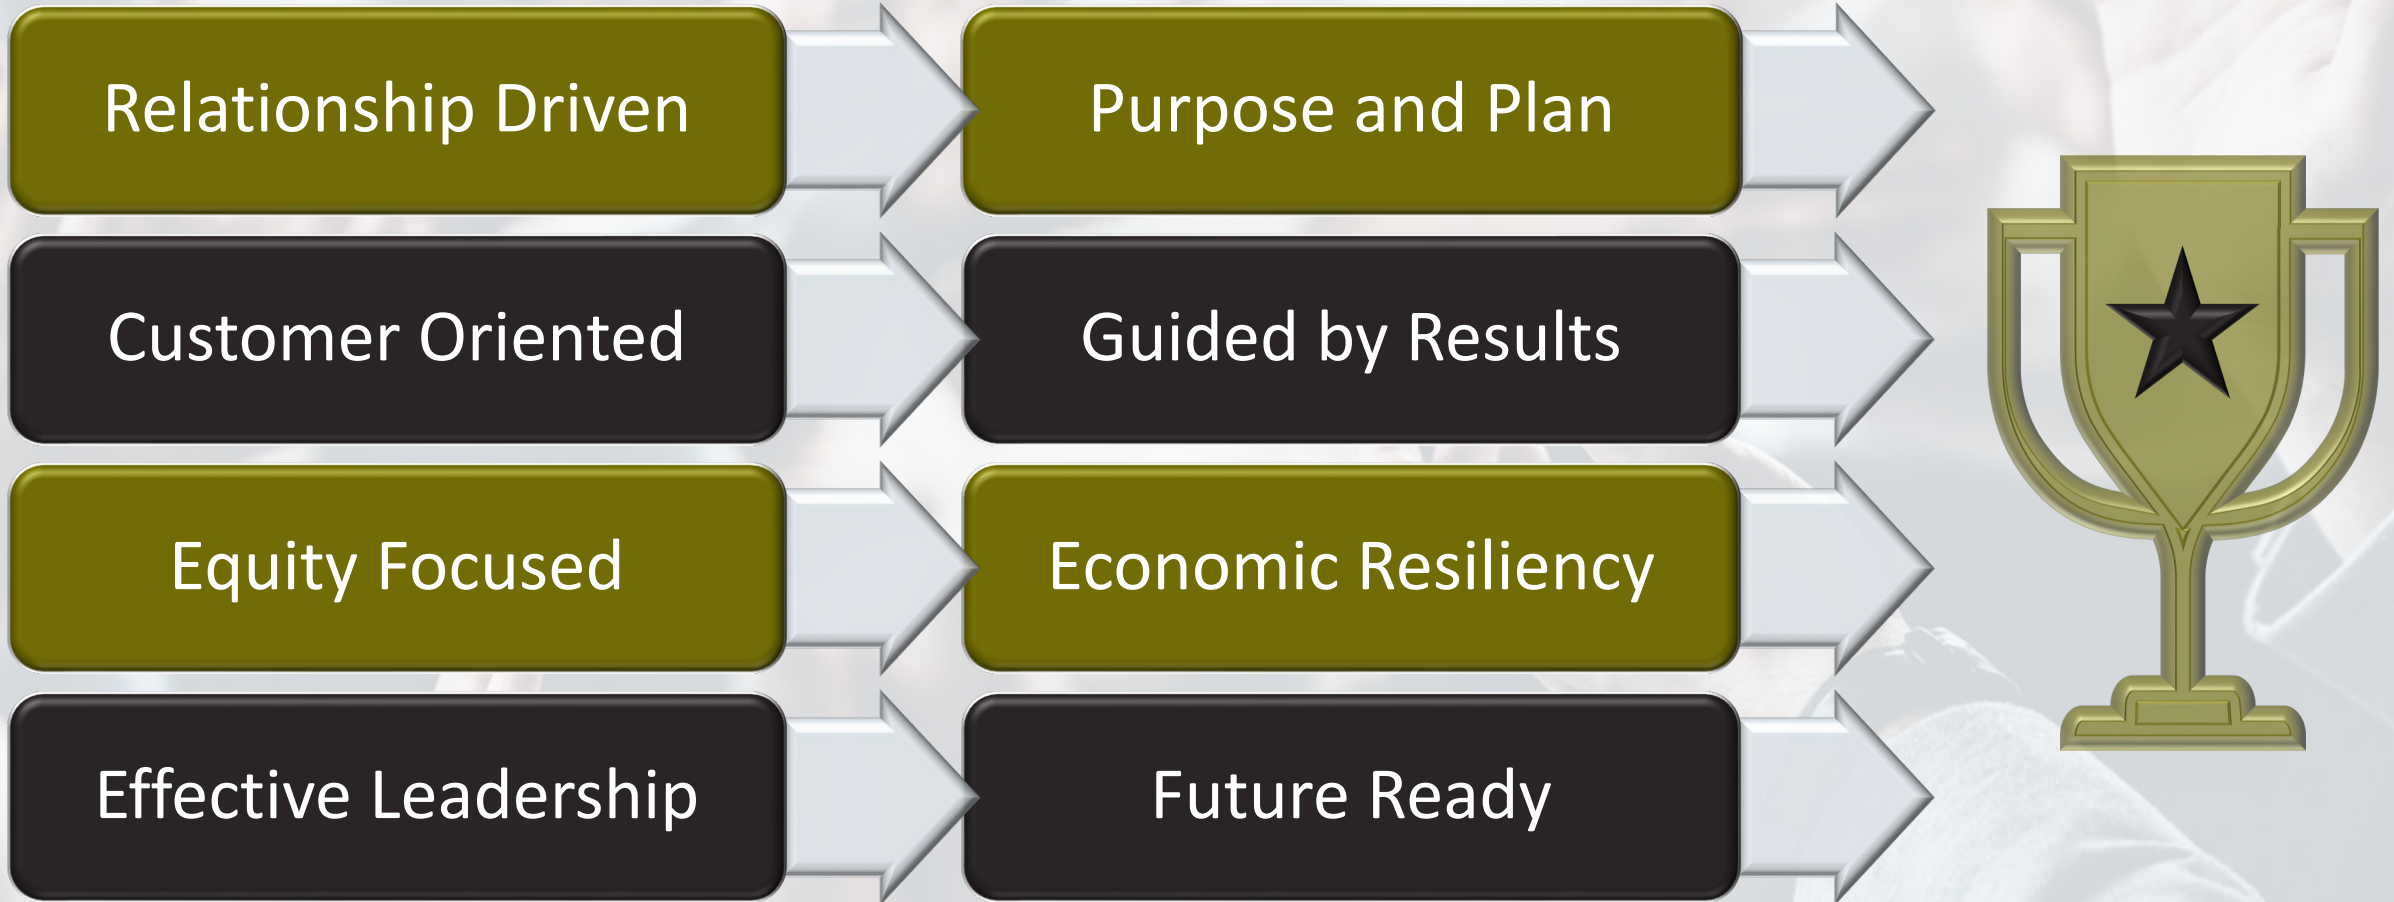 Relationship Driven
Purpose and Plan
Customer Oriented
Guided by Results
Equity Focused
Economic Resiliency
Effective Leadership
Future Ready